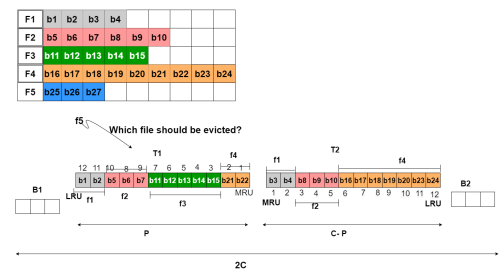 F1 b1 b2 b3 b4
F2 b5 b6 b7 b8 b9 b10
F3 b11 b12 b13 b14 b15
F4 b16 b17 b18 b19 b20 b21 b22 b23 b24
F5 b25 b26 b27
f5
Which file should be evicted?
T1
T2
f4
f1
f4
12 11 10 8 9 7 6 5 4 3 2 1
b1 b2 b5 b6 b7 b11 b12 b13 b14 b15 b21 b22
b3 b4 b8 b9 b10 b16 b17 b18 b19 b20 b23 b24
B1
B2
LRU
f1
f2
f3
MRU
1 2 3 4 5 6 7 8 9 10 11 12
MRU
f2
LRU
P
C- P
2C